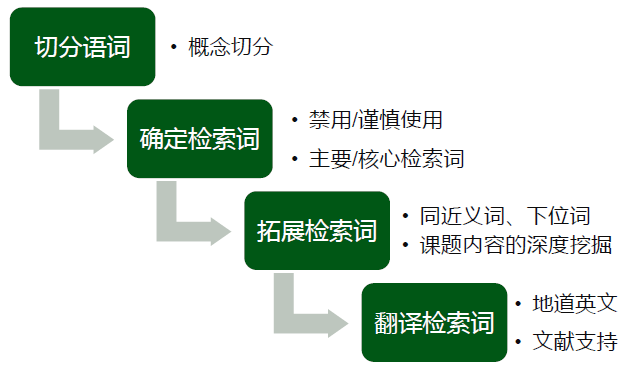 切分语词
• 概念切分
确定检索词
• 禁用/谨慎使用
• 主要/核心检索词
拓展检索词
• 同近义词、下位词
• 课题内容的深度挖掘
翻译检索词
• 地道英文
• 文献支持